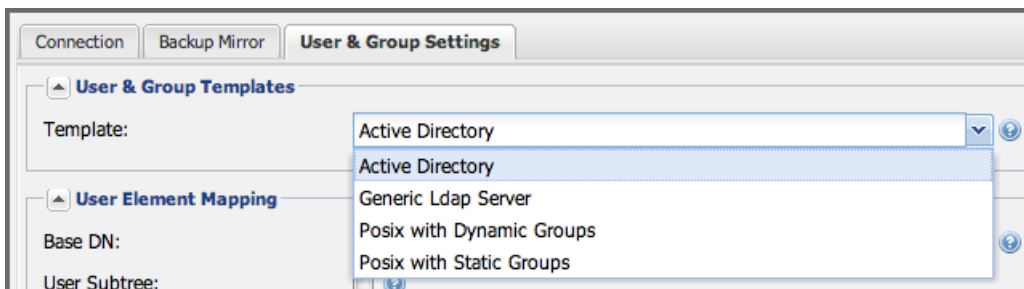 Connection Backup Mirror User & Group Settings
User & Group Templates
Template: Active Directory
Active Directory
Generic Ldap Server
Posix with Dynamic Groups
Posix with Static Groups
User Element Mapping
Base DN:
User Subtree: